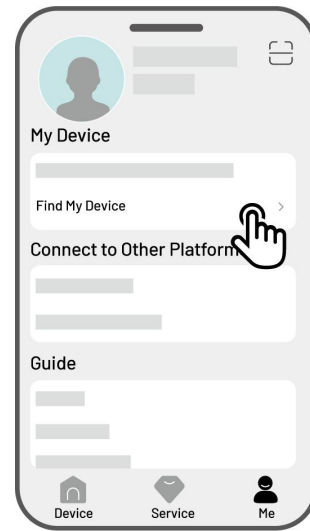 My Device
Find My Device
Connect to Other Platform
Guide
Device Service Me